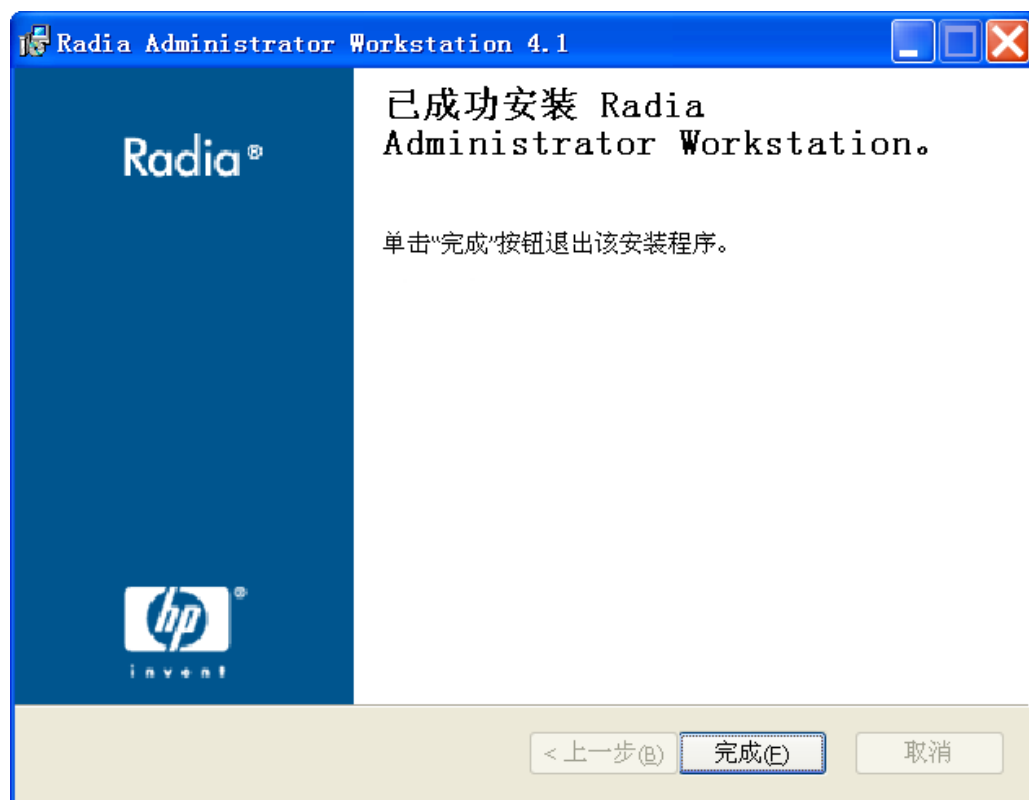 Radia Administrator Workstation 4.1
已成功安装 Radia
Administrator Workstation。
Radia®
单击“完成”按钮退出该安装程序。
hp®
invent
<上一步(B)
完成(F)
取消